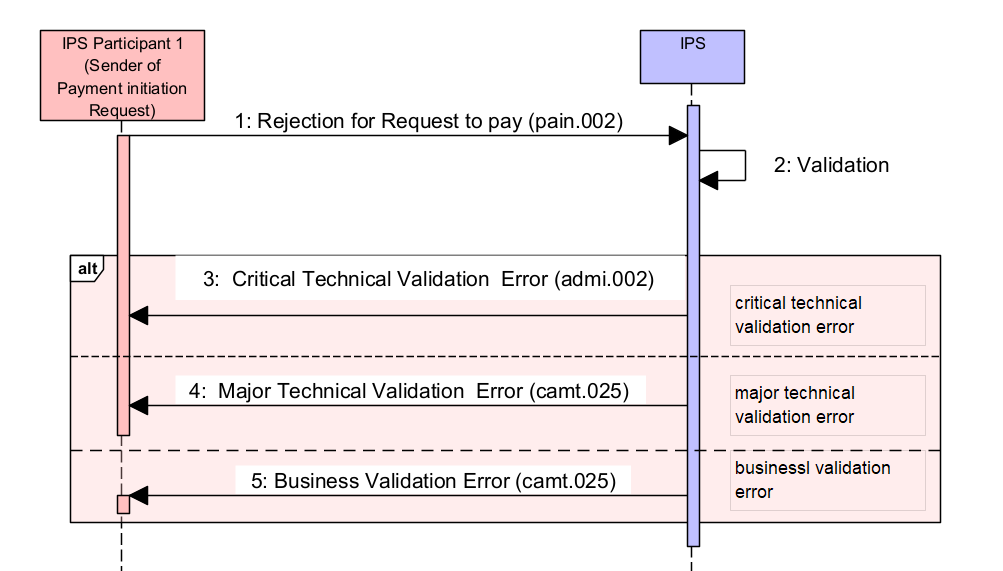 IPS Participant 1
(Sender of
Payment initiation
Request)
IPS
1: Rejection for Request to pay (pain.002)
2: Validation
alt
3:  Critical Technical Validation  Error (admi.002)
critical technical
validation error
4:  Major Technical Validation  Error (camt.025)
major technical
validation error
5: Business Validation Error (camt.025)
businessl validation
error